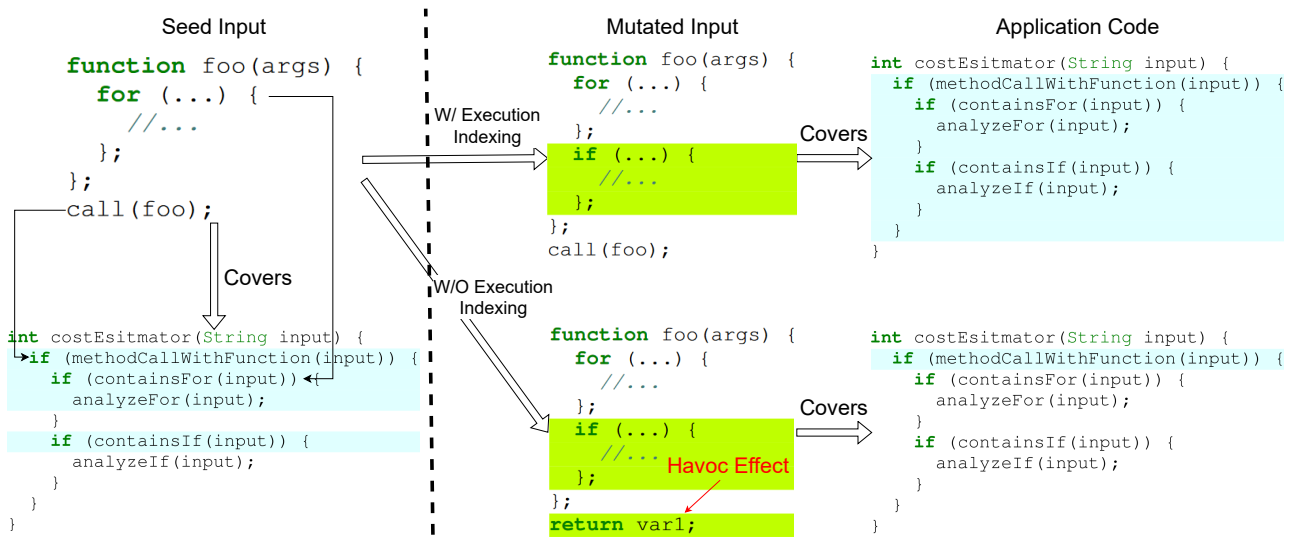 Seed Input
function foo(args) {
for (...) {
//...
};
};
call(foo);
Covers
int costEsitmator(String input) {
if (methodCallWithFunction(input)) {
if (containsFor(input)) {
analyzeFor(input);
}
if (containsIf(input)) {
analyzeIf(input);
}
}
}
W/ Execution
Indexing
W/O Execution
Indexing
Mutated Input
function foo(args) {
for (...) {
//...
};
if (...) {
//...
};
};
call(foo);
Covers
Application Code
int costEsitmator(String input) {
if (methodCallWithFunction(input)) {
if (containsFor(input)) {
analyzeFor(input);
}
if (containsIf(input)) {
analyzeIf(input);
}
}
}
function foo(args) {
for (...) {
//...
};
if (...) {
//...
};
Havoc Effect
};
return var1;
Covers
int costEsitmator(String input) {
if (methodCallWithFunction(input)) {
if (containsFor(input)) {
analyzeFor(input);
}
if (containsIf(input)) {
analyzeIf(input);
}
}
}